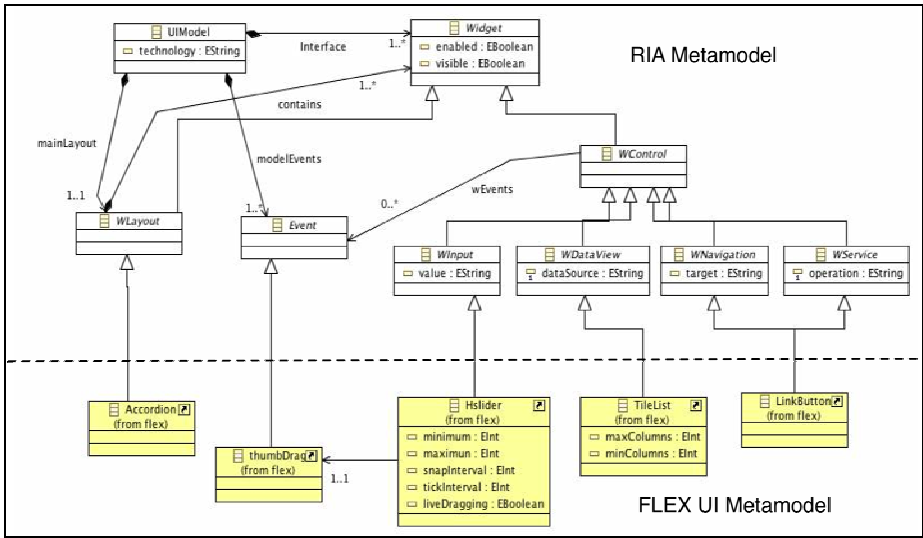 UIModel
technology : EString
Interface
1..*
Widget
enabled : EBoolean
visible : EBoolean
RIA Metamodel
1..*
contains
mainLayout
modelEvents
WControl
wEvents
1..1
1..*
0..*
WLayout
Event
WInput
value : EString
WDataView
dataSource : EString
WNavigation
target : EString
WService
operation : EString
Accordion
(from flex)
thumbDrag
(from flex)
1..1
Hslider
(from flex)
minimum : EInt
maximun : EInt
snapInterval : EInt
tickInterval : EInt
liveDragging : EBoolean
TileList
(from flex)
maxColumns : EInt
minColumns : EInt
LinkButton
(from flex)
FLEX UI Metamodel